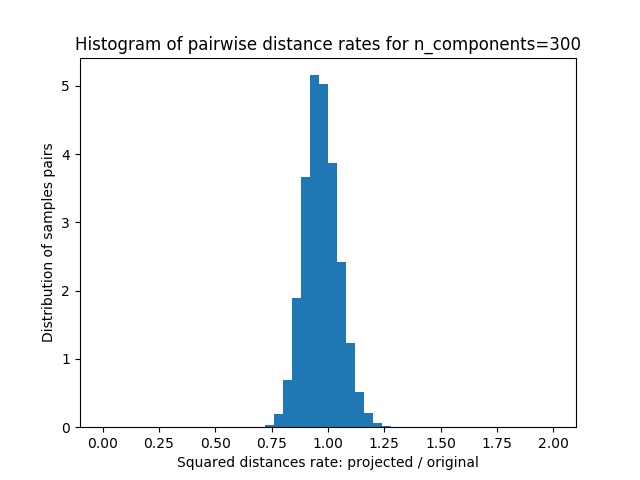 Histogram of pairwise distance rates for n_components=300
Distribution of samples pairs
5
4
3
2
1
0
0.00 0.25 0.50 0.75 1.00 1.25 1.50 1.75 2.00
Squared distances rate: projected / original